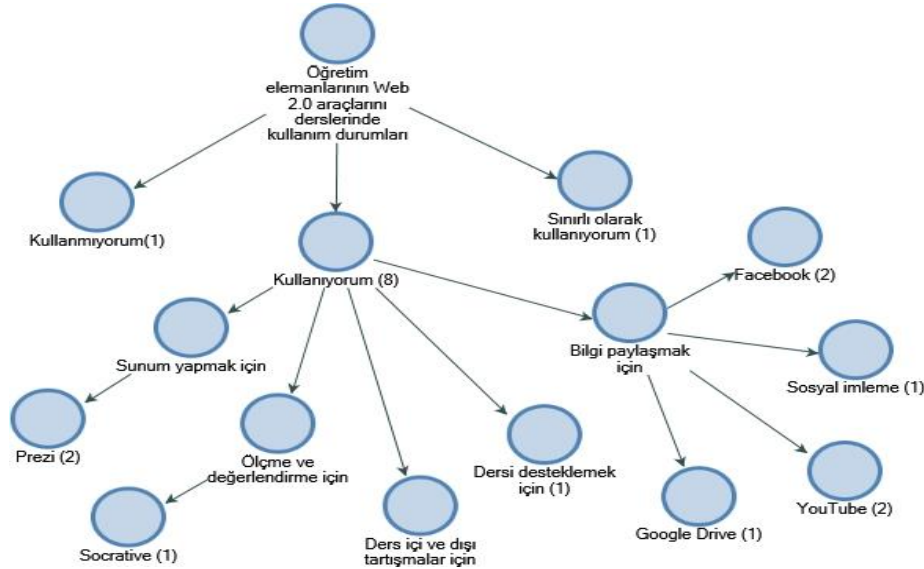 Öğretim
elemanlarının Web
2.0 araçlarını
derslerinde
kullanım durumları
Kullanmıyorum(1)
Sınırlı olarak
kullanıyorum (1)
Kullanıyorum (8)
Facebook (2)
Sunum yapmak için
Bilgi paylaşmak
için
Sosyal imleme (1)
Prezi (2)
Ölçme ve
değerlendirme için
Dersi desteklemek
için (1)
YouTube (2)
Google Drive (1)
Socrative (1)
Ders içi ve dışı
tartışmalar için